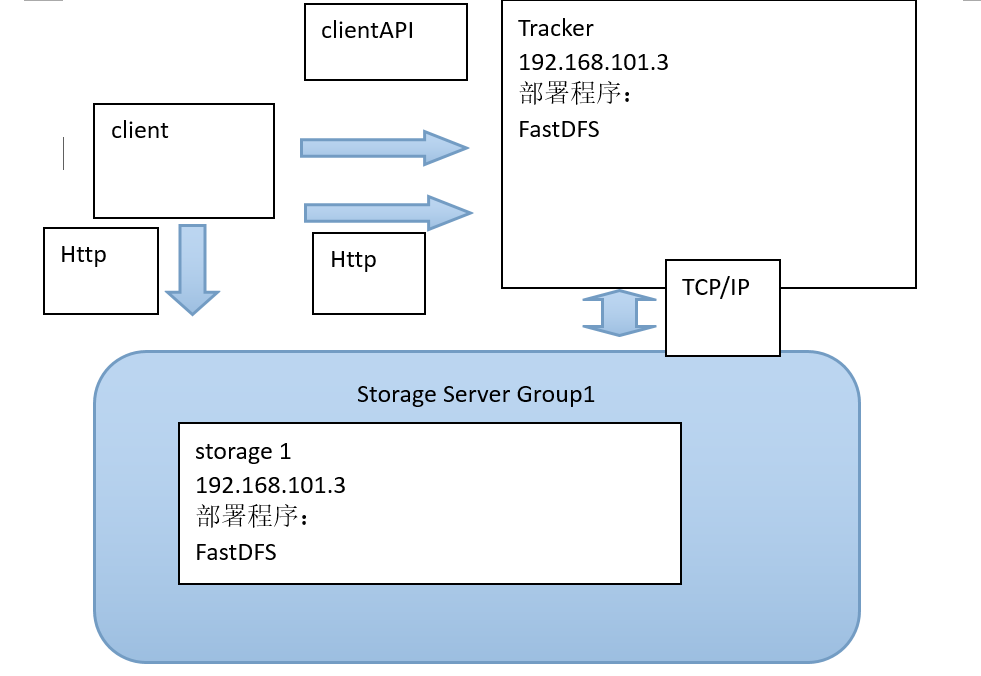 clientAPI
Tracker
192.168.101.3
部署程序：
FastDFS
client
Http
Http
TCP/IP
Storage Server Group1
storage 1
192.168.101.3
部署程序：
FastDFS